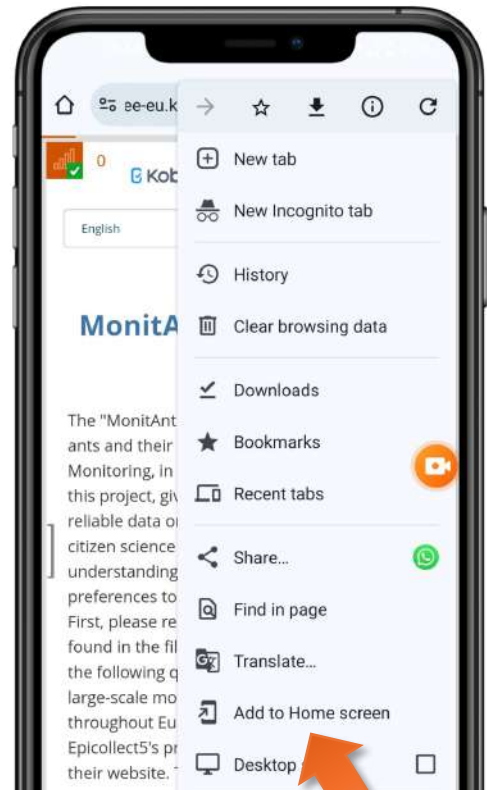 ee-eu.k
0
Kob
English
MonitA
The "MonitAnt
ants and their
Monitoring, in
this project, giv
reliable data o
citizen science
understanding
preferences to
First, please re
found in the fil
the following q
large-scale mo
throughout Eu
Epicollect5's pr
their website.
New tab
New Incognito tab
History
Clear browsing data
Downloads
Bookmarks
Recent tabs
Share...
Find in page
Translate...
Add to Home screen
Desktop